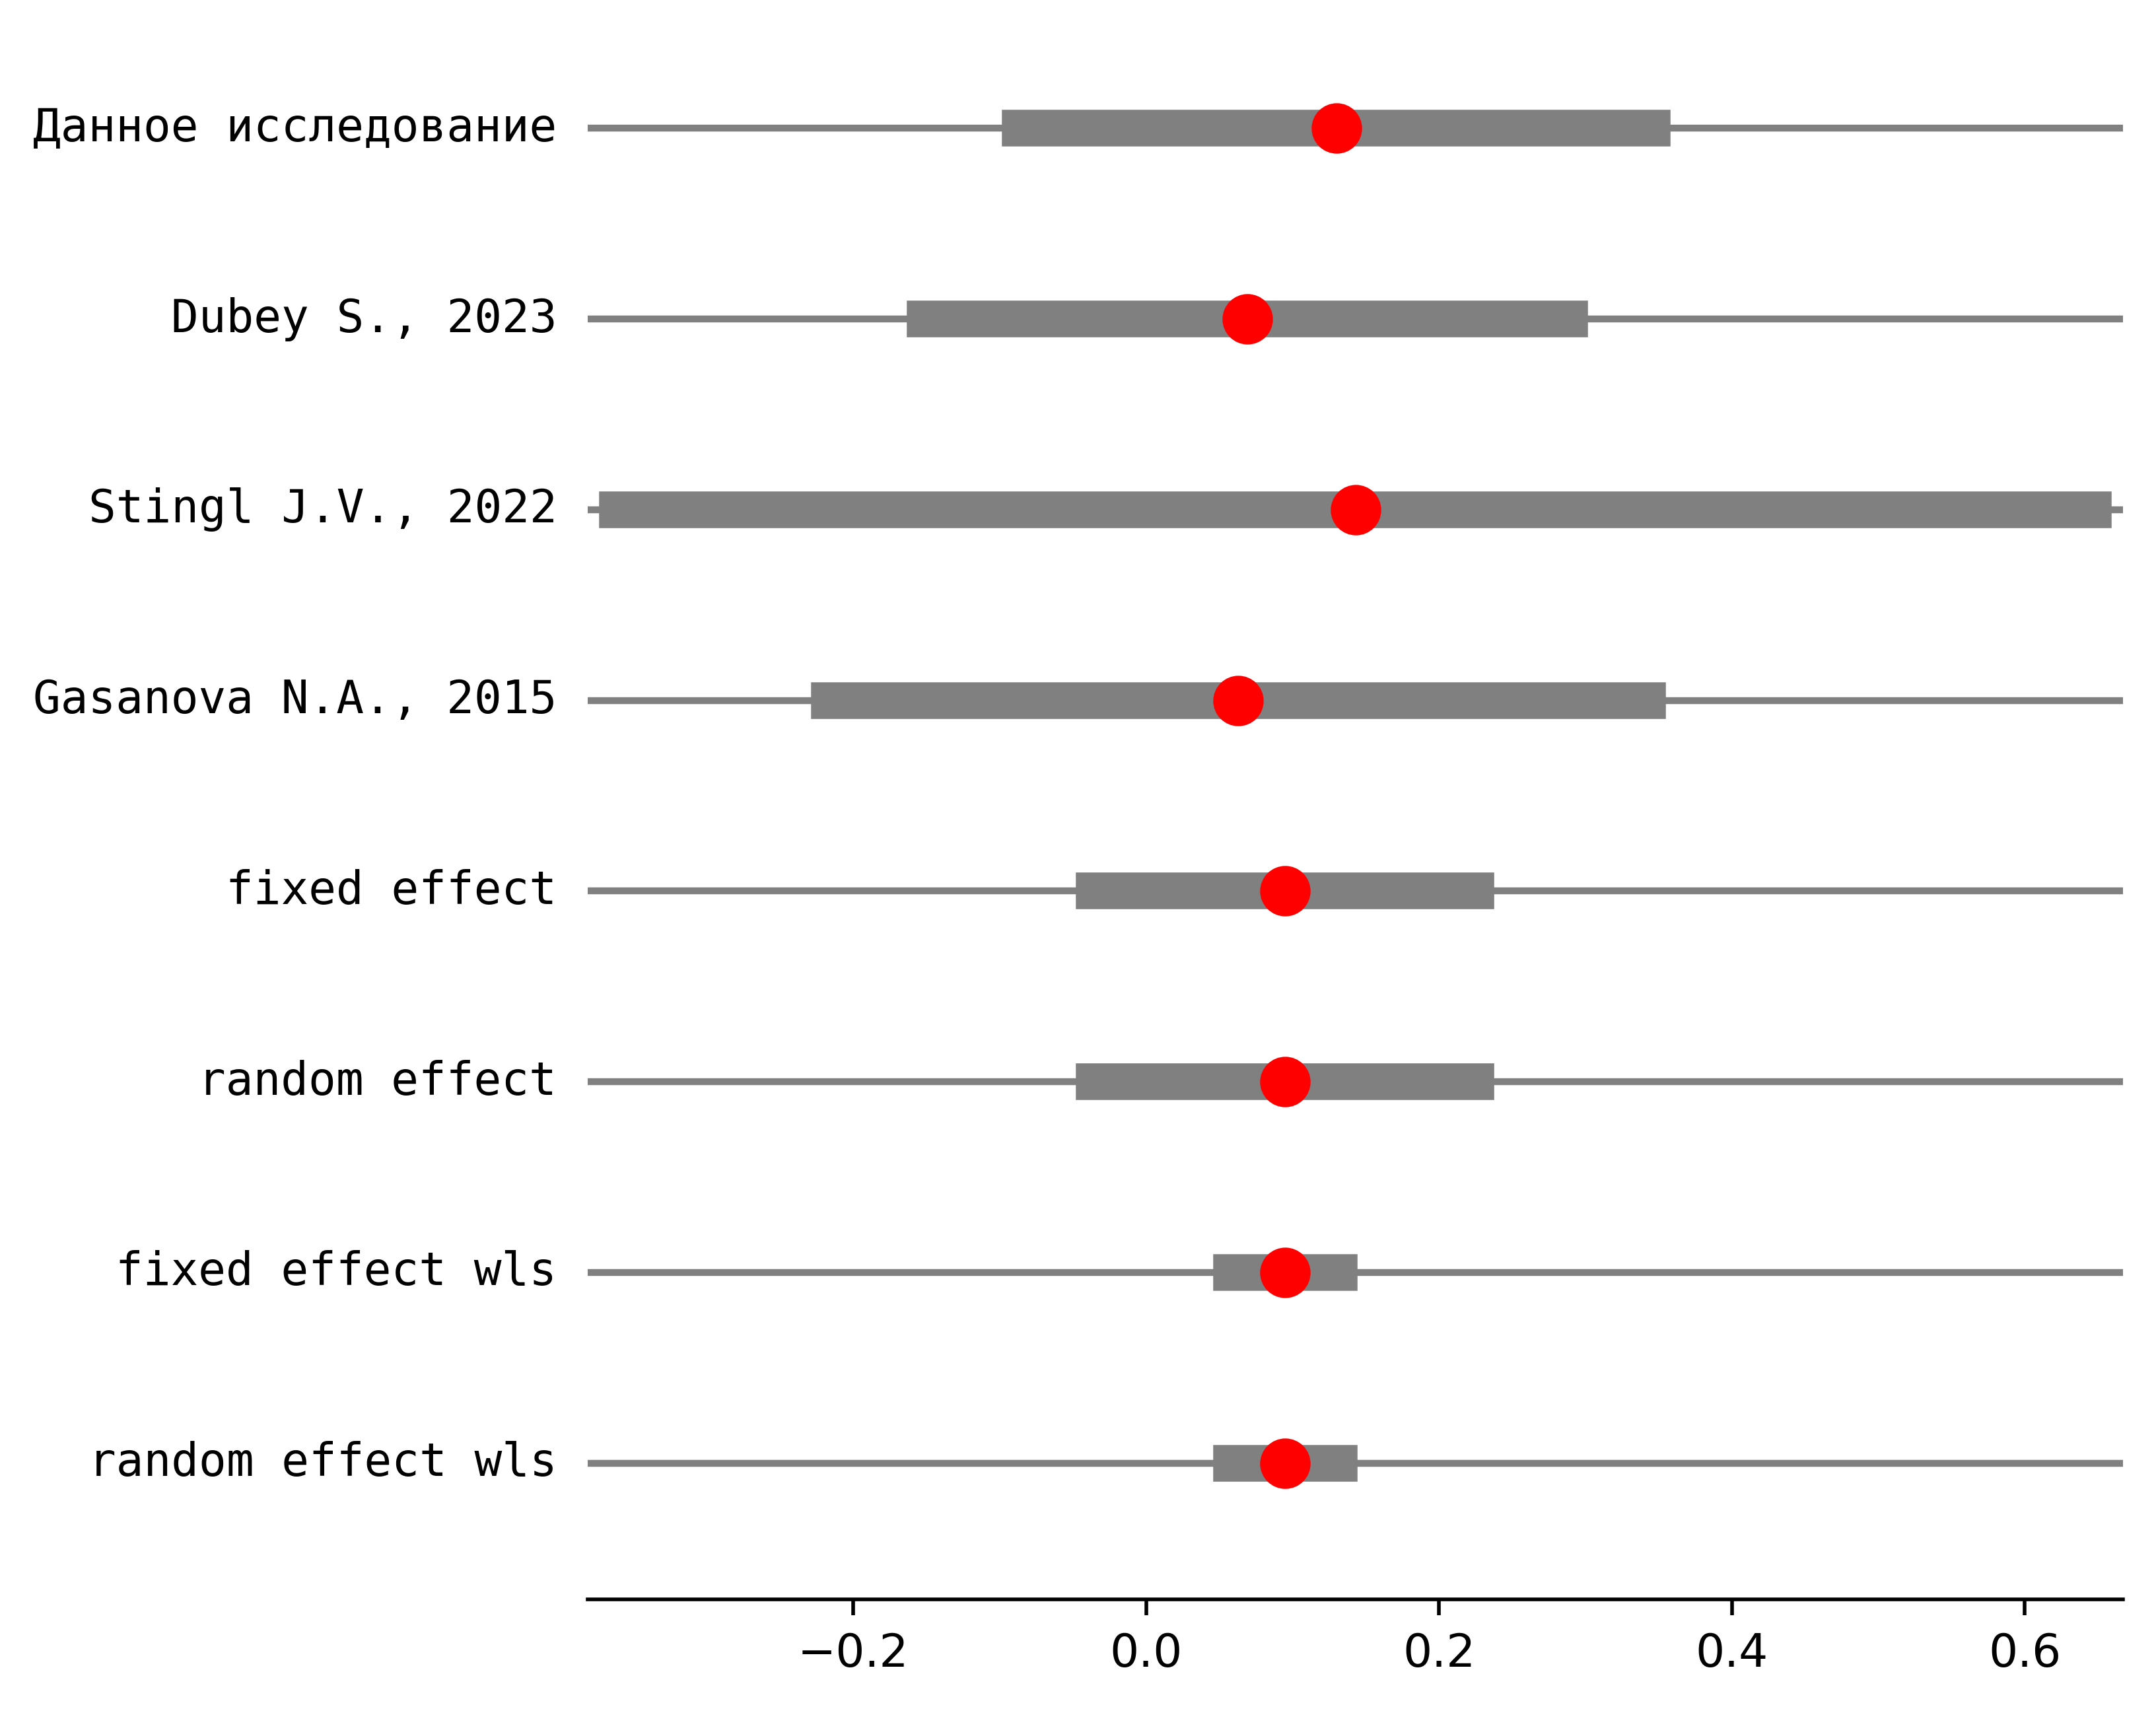 Данное исследование
Dubey S., 2023
Stingl J.V., 2022
Gasanova N.A., 2015
fixed effect
random effect
fixed effect wls
random effect wls
−0.2 0.0 0.2 0.4 0.6